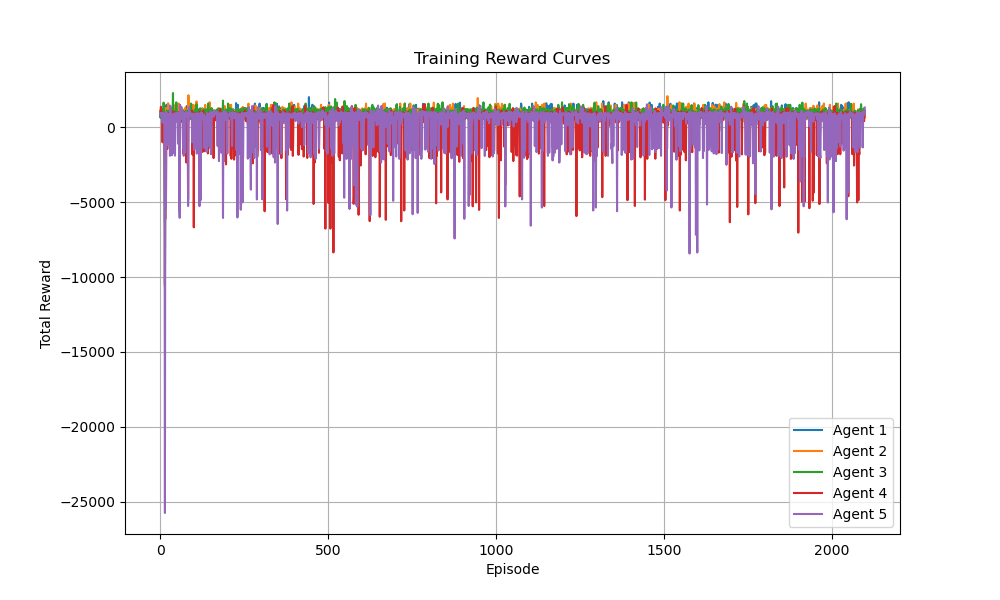 Training Reward Curves
Total Reward
0
−5000
−10000
−15000
−20000
−25000
0 500 1000 1500 2000
Episode
Agent 1
Agent 2
Agent 3
Agent 4
Agent 5